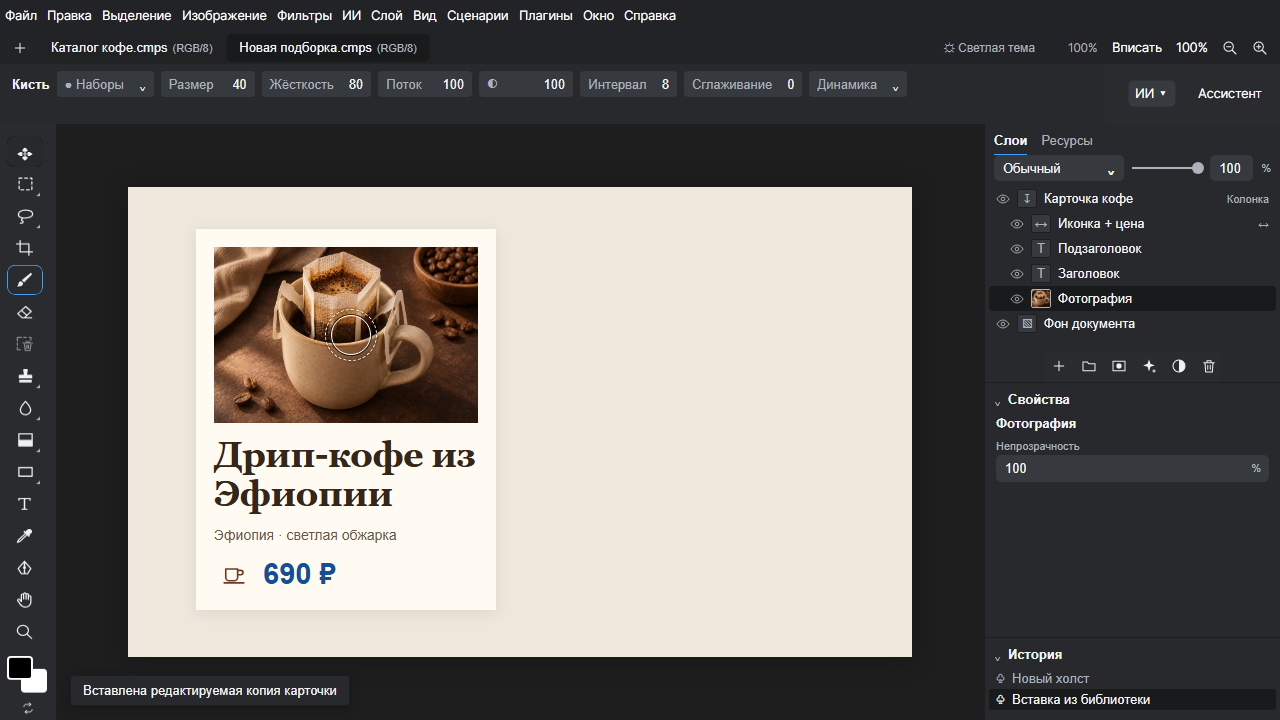 Файл Правка Выделение Изображение Фильтры ИИ Слой Вид Сценарии Плагины Окно Справка
Каталог кофе.cmps (RGB/8) Новая подборка.cmps (RGB/8) Светлая тема 100% Вписать 100%
Кисть Наборы Размер 40 Жёсткость 80 Поток 100 100 Интервал 8 Сглаживание 0 Динамика ИИ Ассистент
Слои Ресурсы
Обычный 100 %
Карточка кофе Колонка
Иконка + цена
Подзаголовок
Заголовок
Фотография
Фон документа
Свойства
Фотография
Непрозрачность
100 %
История
Новый холст
Вставка из библиотеки
Дрип-кофе из
Эфиопии
Эфиопия · светлая обжарка
690 ₽
Вставлена редактируемая копия карточки